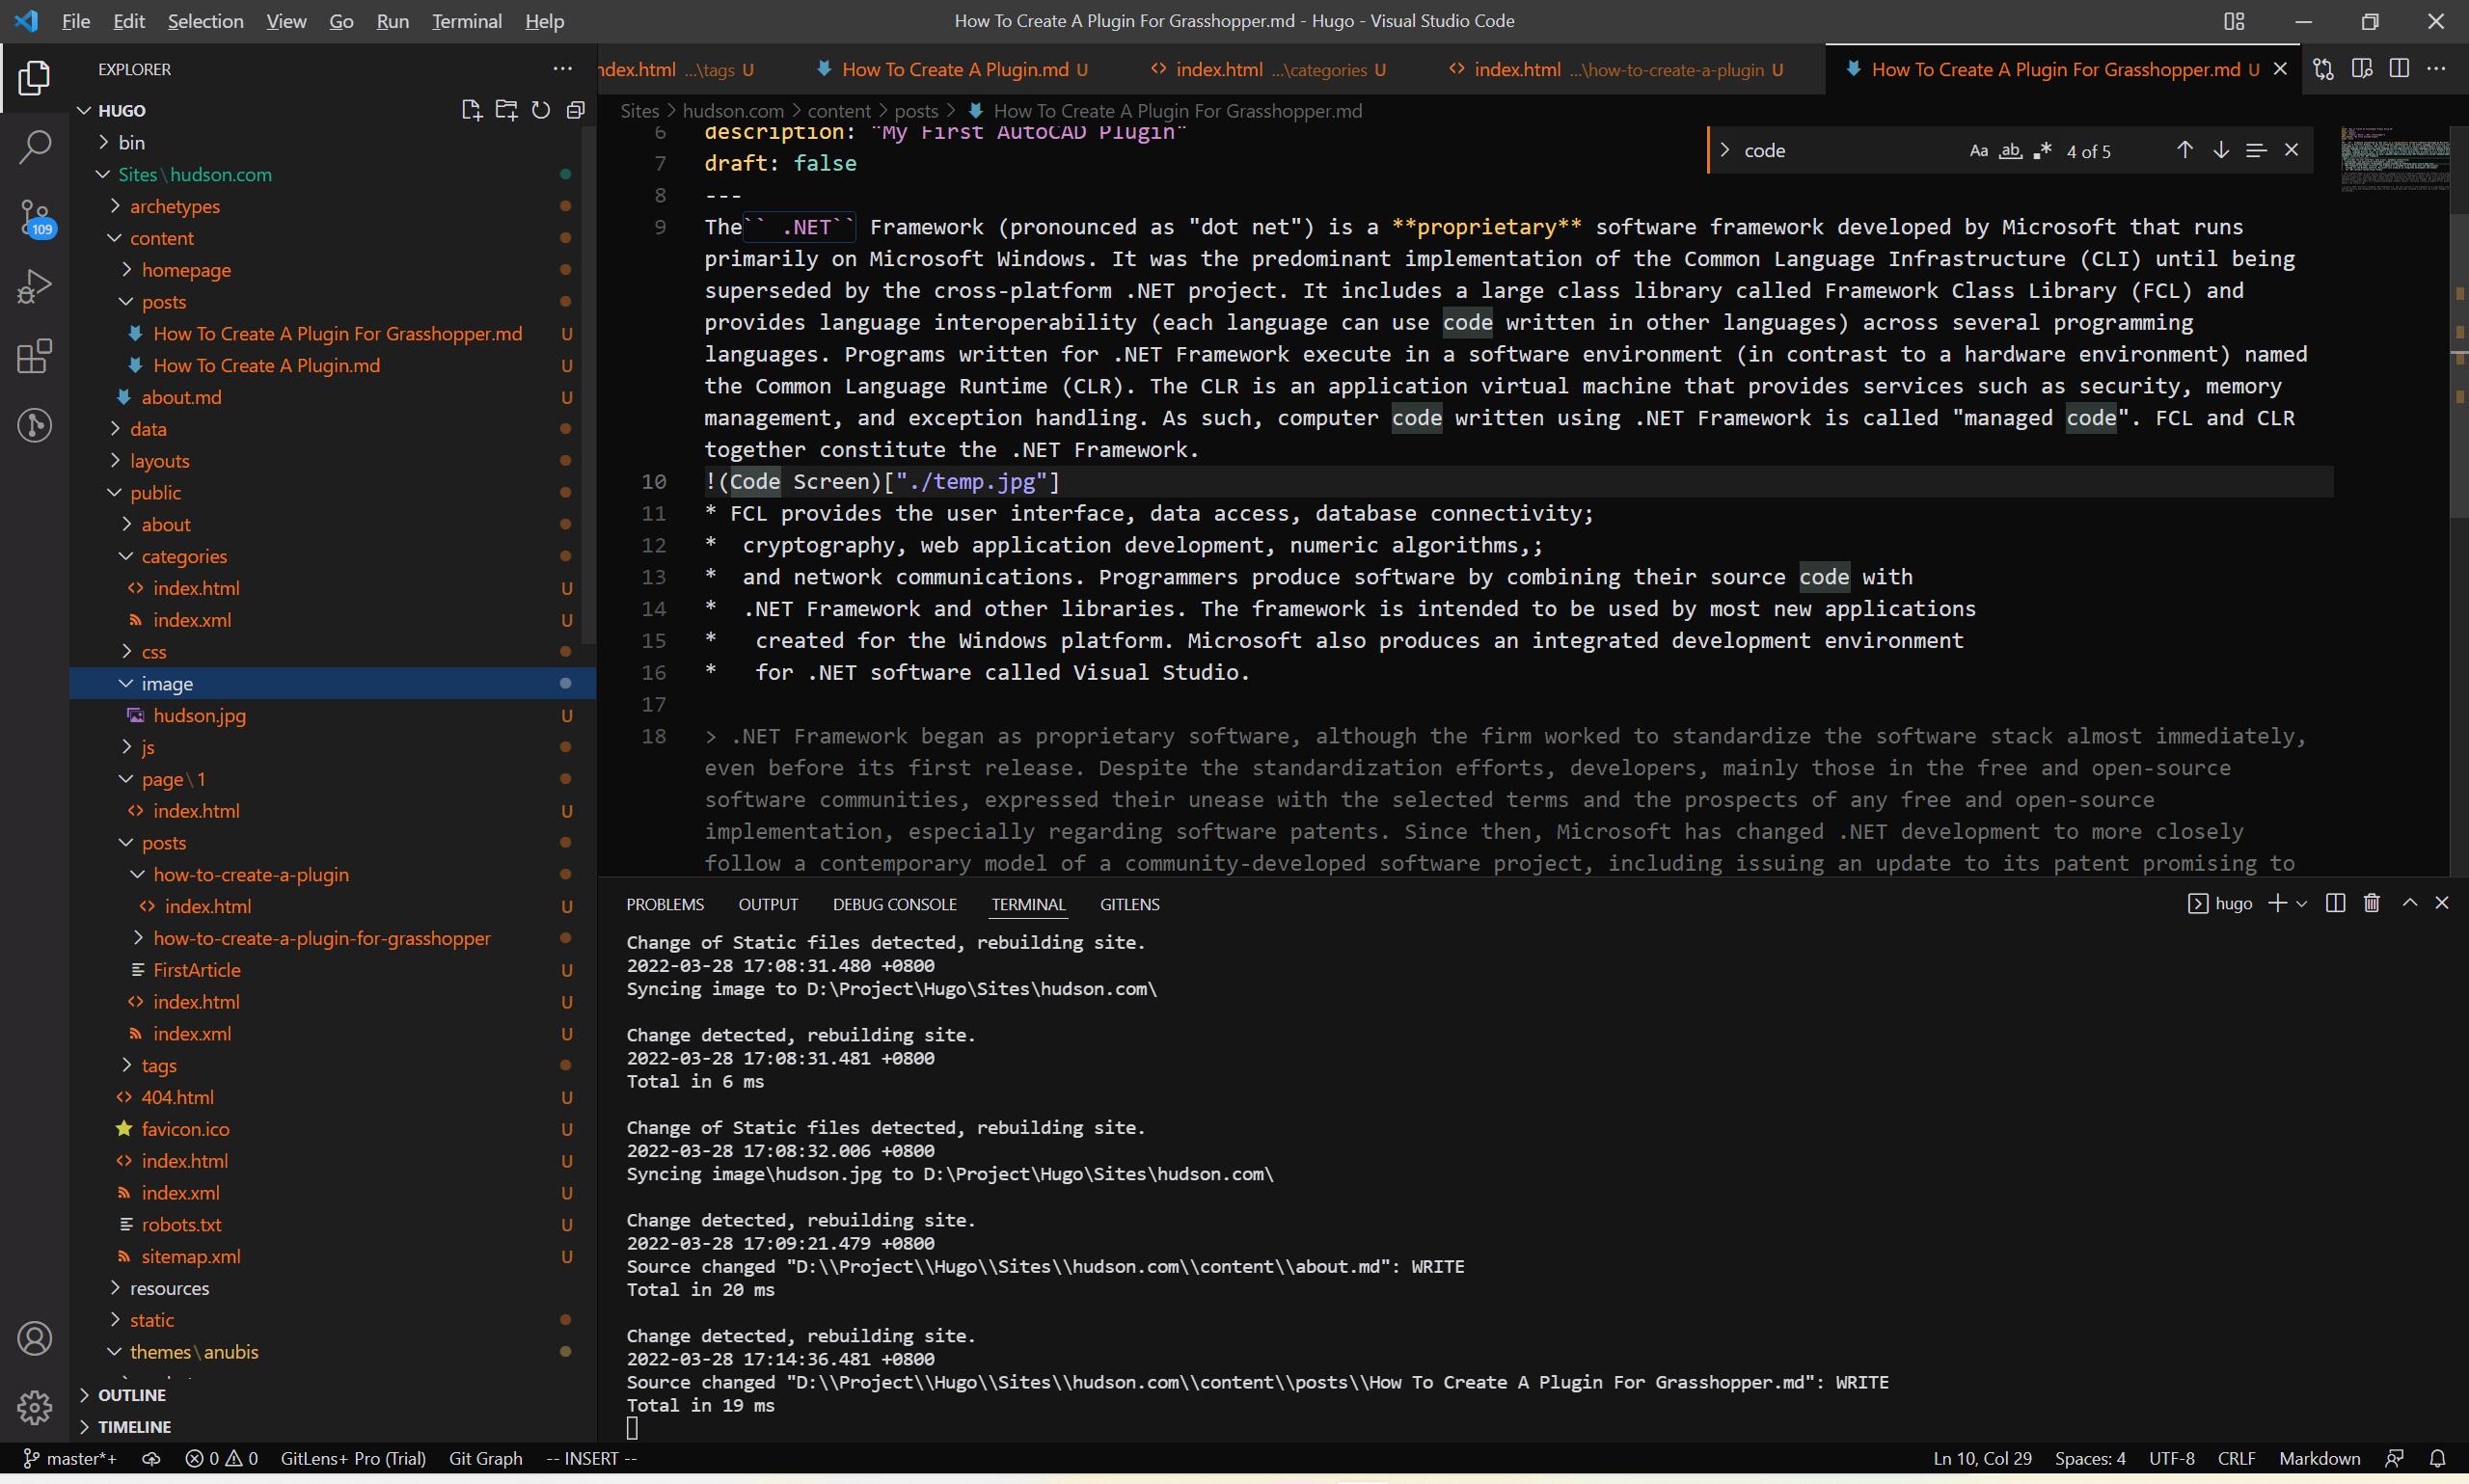 File Edit Selection View Go Run Terminal Help
How To Create A Plugin For Grasshopper.md - Hugo - Visual Studio Code
EXPLORER
HUGO
bin
Sites\hudson.com
archetypes
content
homepage
posts
How To Create A Plugin For Grasshopper.md U
How To Create A Plugin.md U
about.md U
data
layouts
public
about
categories
index.html U
index.xml U
css
image
hudson.jpg U
js
page\1
index.html U
posts
how-to-create-a-plugin
index.html U
how-to-create-a-plugin-for-grasshopper
FirstArticle U
index.html U
index.xml U
tags
404.html U
favicon.ico U
index.html U
index.xml U
robots.txt U
sitemap.xml U
resources
static
themes\anubis
OUTLINE
TIMELINE
109
ndex.html ...\tags U
How To Create A Plugin.md U
index.html ...\categories U
index.html ...\how-to-create-a-plugin U
How To Create A Plugin For Grasshopper.md U
Sites > hudson.com > content > posts > How To Create A Plugin For Grasshopper.md
code Aa ab .* 4 of 5
6 description: "My First AutoCAD Plugin"
7 draft: false
8 ---
9 The`` .NET`` Framework (pronounced as "dot net") is a **proprietary** software framework developed by Microsoft that runs
primarily on Microsoft Windows. It was the predominant implementation of the Common Language Infrastructure (CLI) until being
superseded by the cross-platform .NET project. It includes a large class library called Framework Class Library (FCL) and
provides language interoperability (each language can use code written in other languages) across several programming
languages. Programs written for .NET Framework execute in a software environment (in contrast to a hardware environment) named
the Common Language Runtime (CLR). The CLR is an application virtual machine that provides services such as security, memory
management, and exception handling. As such, computer code written using .NET Framework is called "managed code". FCL and CLR
together constitute the .NET Framework.
10 !(Code Screen)["./temp.jpg"]
11 * FCL provides the user interface, data access, database connectivity;
12 *  cryptography, web application development, numeric algorithms,;
13 *  and network communications. Programmers produce software by combining their source code with
14 *  .NET Framework and other libraries. The framework is intended to be used by most new applications
15 *   created for the Windows platform. Microsoft also produces an integrated development environment
16 *   for .NET software called Visual Studio.
17
18 > .NET Framework began as proprietary software, although the firm worked to standardize the software stack almost immediately,
even before its first release. Despite the standardization efforts, developers, mainly those in the free and open-source
software communities, expressed their unease with the selected terms and the prospects of any free and open-source
implementation, especially regarding software patents. Since then, Microsoft has changed .NET development to more closely
follow a contemporary model of a community-developed software project, including issuing an update to its patent promising to
PROBLEMS OUTPUT DEBUG CONSOLE TERMINAL GITLENS
hugo
Change of Static files detected, rebuilding site.
2022-03-28 17:08:31.480 +0800
Syncing image to D:\Project\Hugo\Sites\hudson.com\
Change detected, rebuilding site.
2022-03-28 17:08:31.481 +0800
Total in 6 ms
Change of Static files detected, rebuilding site.
2022-03-28 17:08:32.006 +0800
Syncing image\hudson.jpg to D:\Project\Hugo\Sites\hudson.com\
Change detected, rebuilding site.
2022-03-28 17:09:21.479 +0800
Source changed "D:\\Project\\Hugo\\Sites\\hudson.com\\content\\about.md": WRITE
Total in 20 ms
Change detected, rebuilding site.
2022-03-28 17:14:36.481 +0800
Source changed "D:\\Project\\Hugo\\Sites\\hudson.com\\content\\posts\\How To Create A Plugin For Grasshopper.md": WRITE
Total in 19 ms
master*+ 0 0 GitLens+ Pro (Trial) Git Graph -- INSERT --
Ln 10, Col 29 Spaces: 4 UTF-8 CRLF Markdown